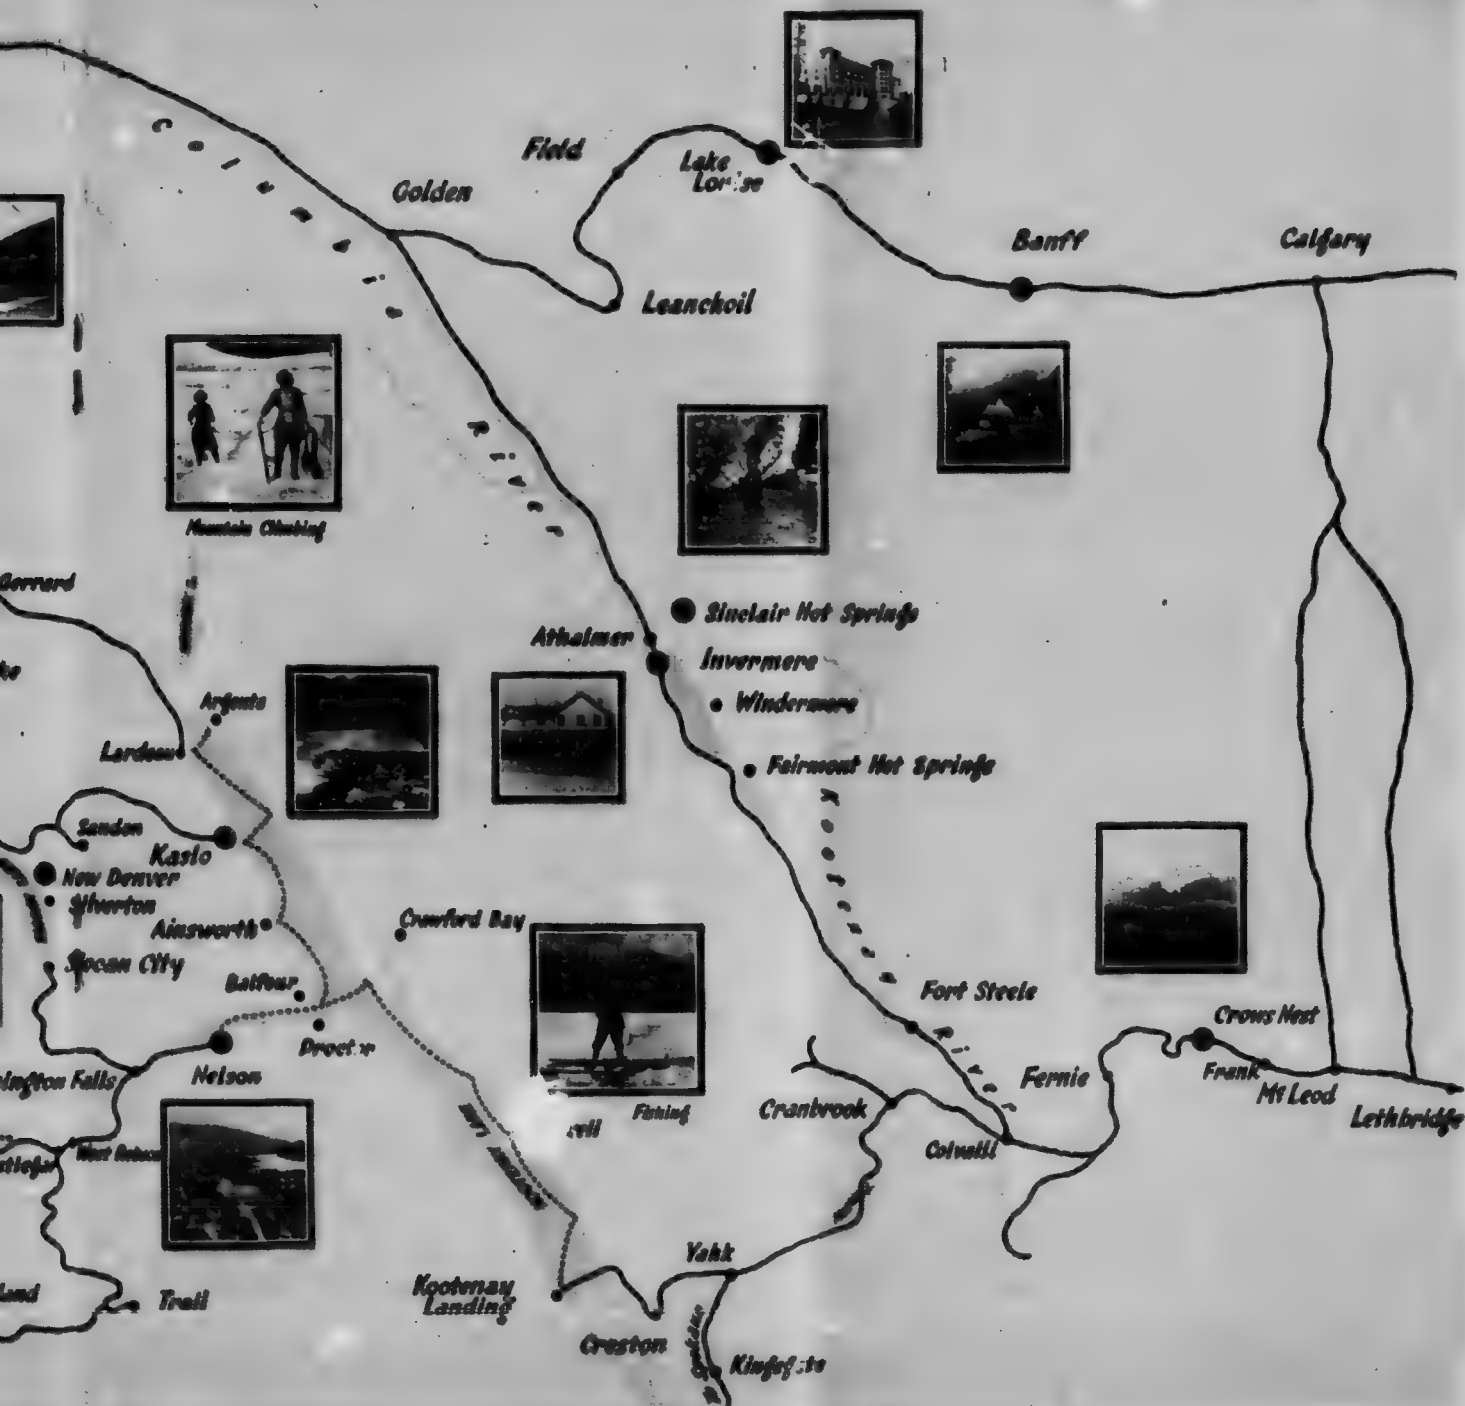 Field
Lake
Golden
Banff
Calgary
Columbia
Leanchoil
River
Mountain Climbing
Gerrard
Sinclair Hot Springs
Athalmer
Invermere
Argenta
Windermere
Lardeau
Fairmont Hot Springs
Kootenay
Sandon
Kaslo
New Denver
Silverton
Ainsworth
Crawford Bay
Slocan City
Balfour
Fort Steele
River
Crows Nest
Nelson
Fernie
Frank
McLeod
Fishing
Cranbrook
Lethbridge
Colvalli
Yahk
Kootenay
Landing
Trail
Creston